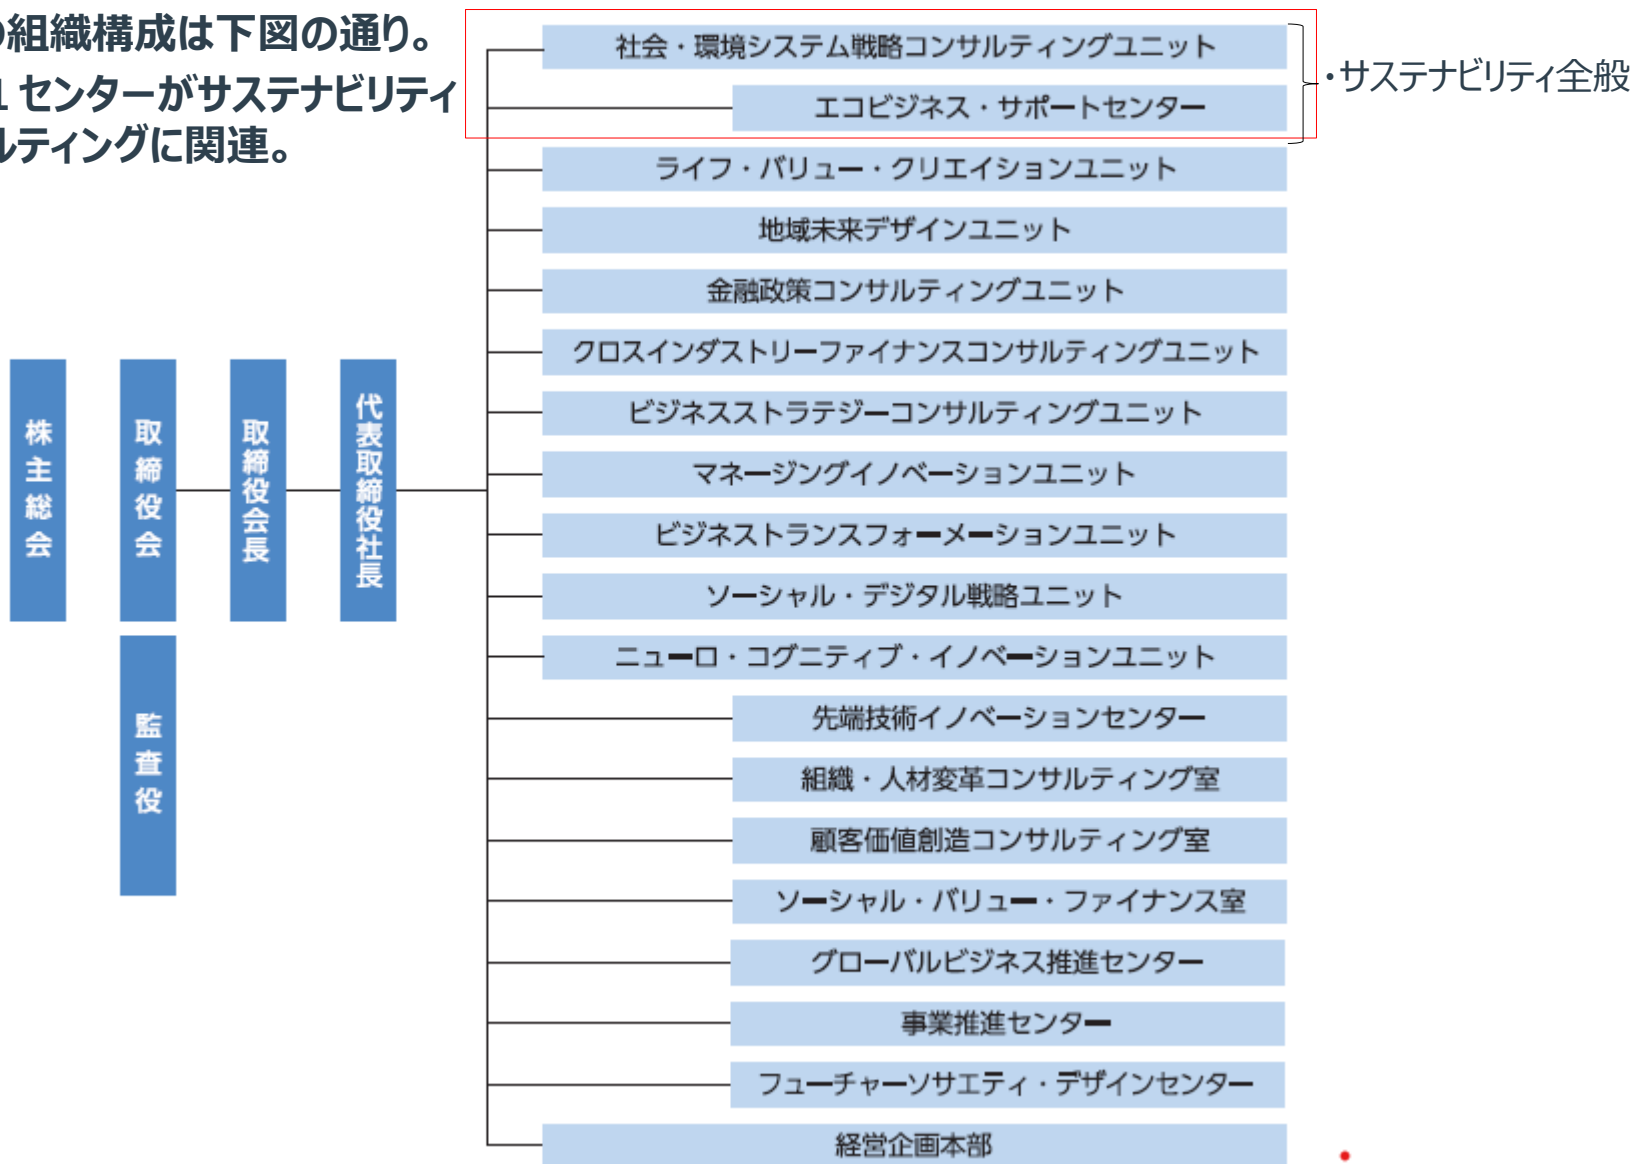 の組織構成は下図の通り。
1 センターがサステナビリティ
ルティングに関連。
社会・環境システム戦略コンサルティングユニット
エコビジネス・サポートセンター
・サステナビリティ全般
ライフ・バリュー・クリエイションユニット
地域未来デザインユニット
金融政策コンサルティングユニット
クロスインダストリーファイナンスコンサルティングユニット
ビジネスストラテジーコンサルティングユニット
マネージングイノベーションユニット
ビジネストランスフォーメーションユニット
ソーシャル・デジタル戦略ユニット
ニューロ・コグニティブ・イノベーションユニット
先端技術イノベーションセンター
組織・人材変革コンサルティング室
顧客価値創造コンサルティング室
ソーシャル・バリュー・ファイナンス室
グローバルビジネス推進センター
事業推進センター
フューチャーソサエティ・デザインセンター
経営企画本部
株主総会
取締役会
取締役会長
代表取締役社長
監査役